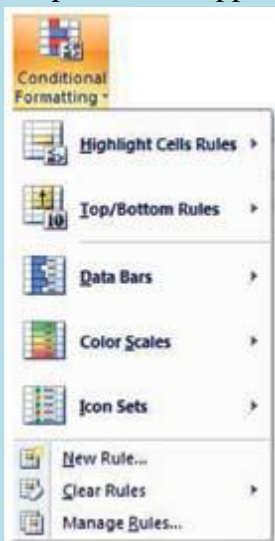 Conditional
Formatting
Highlight Cells Rules
Top/Bottom Rules
10
Data Bars
Color Scales
Icon Sets
New Rule...
Clear Rules
Manage Rules...